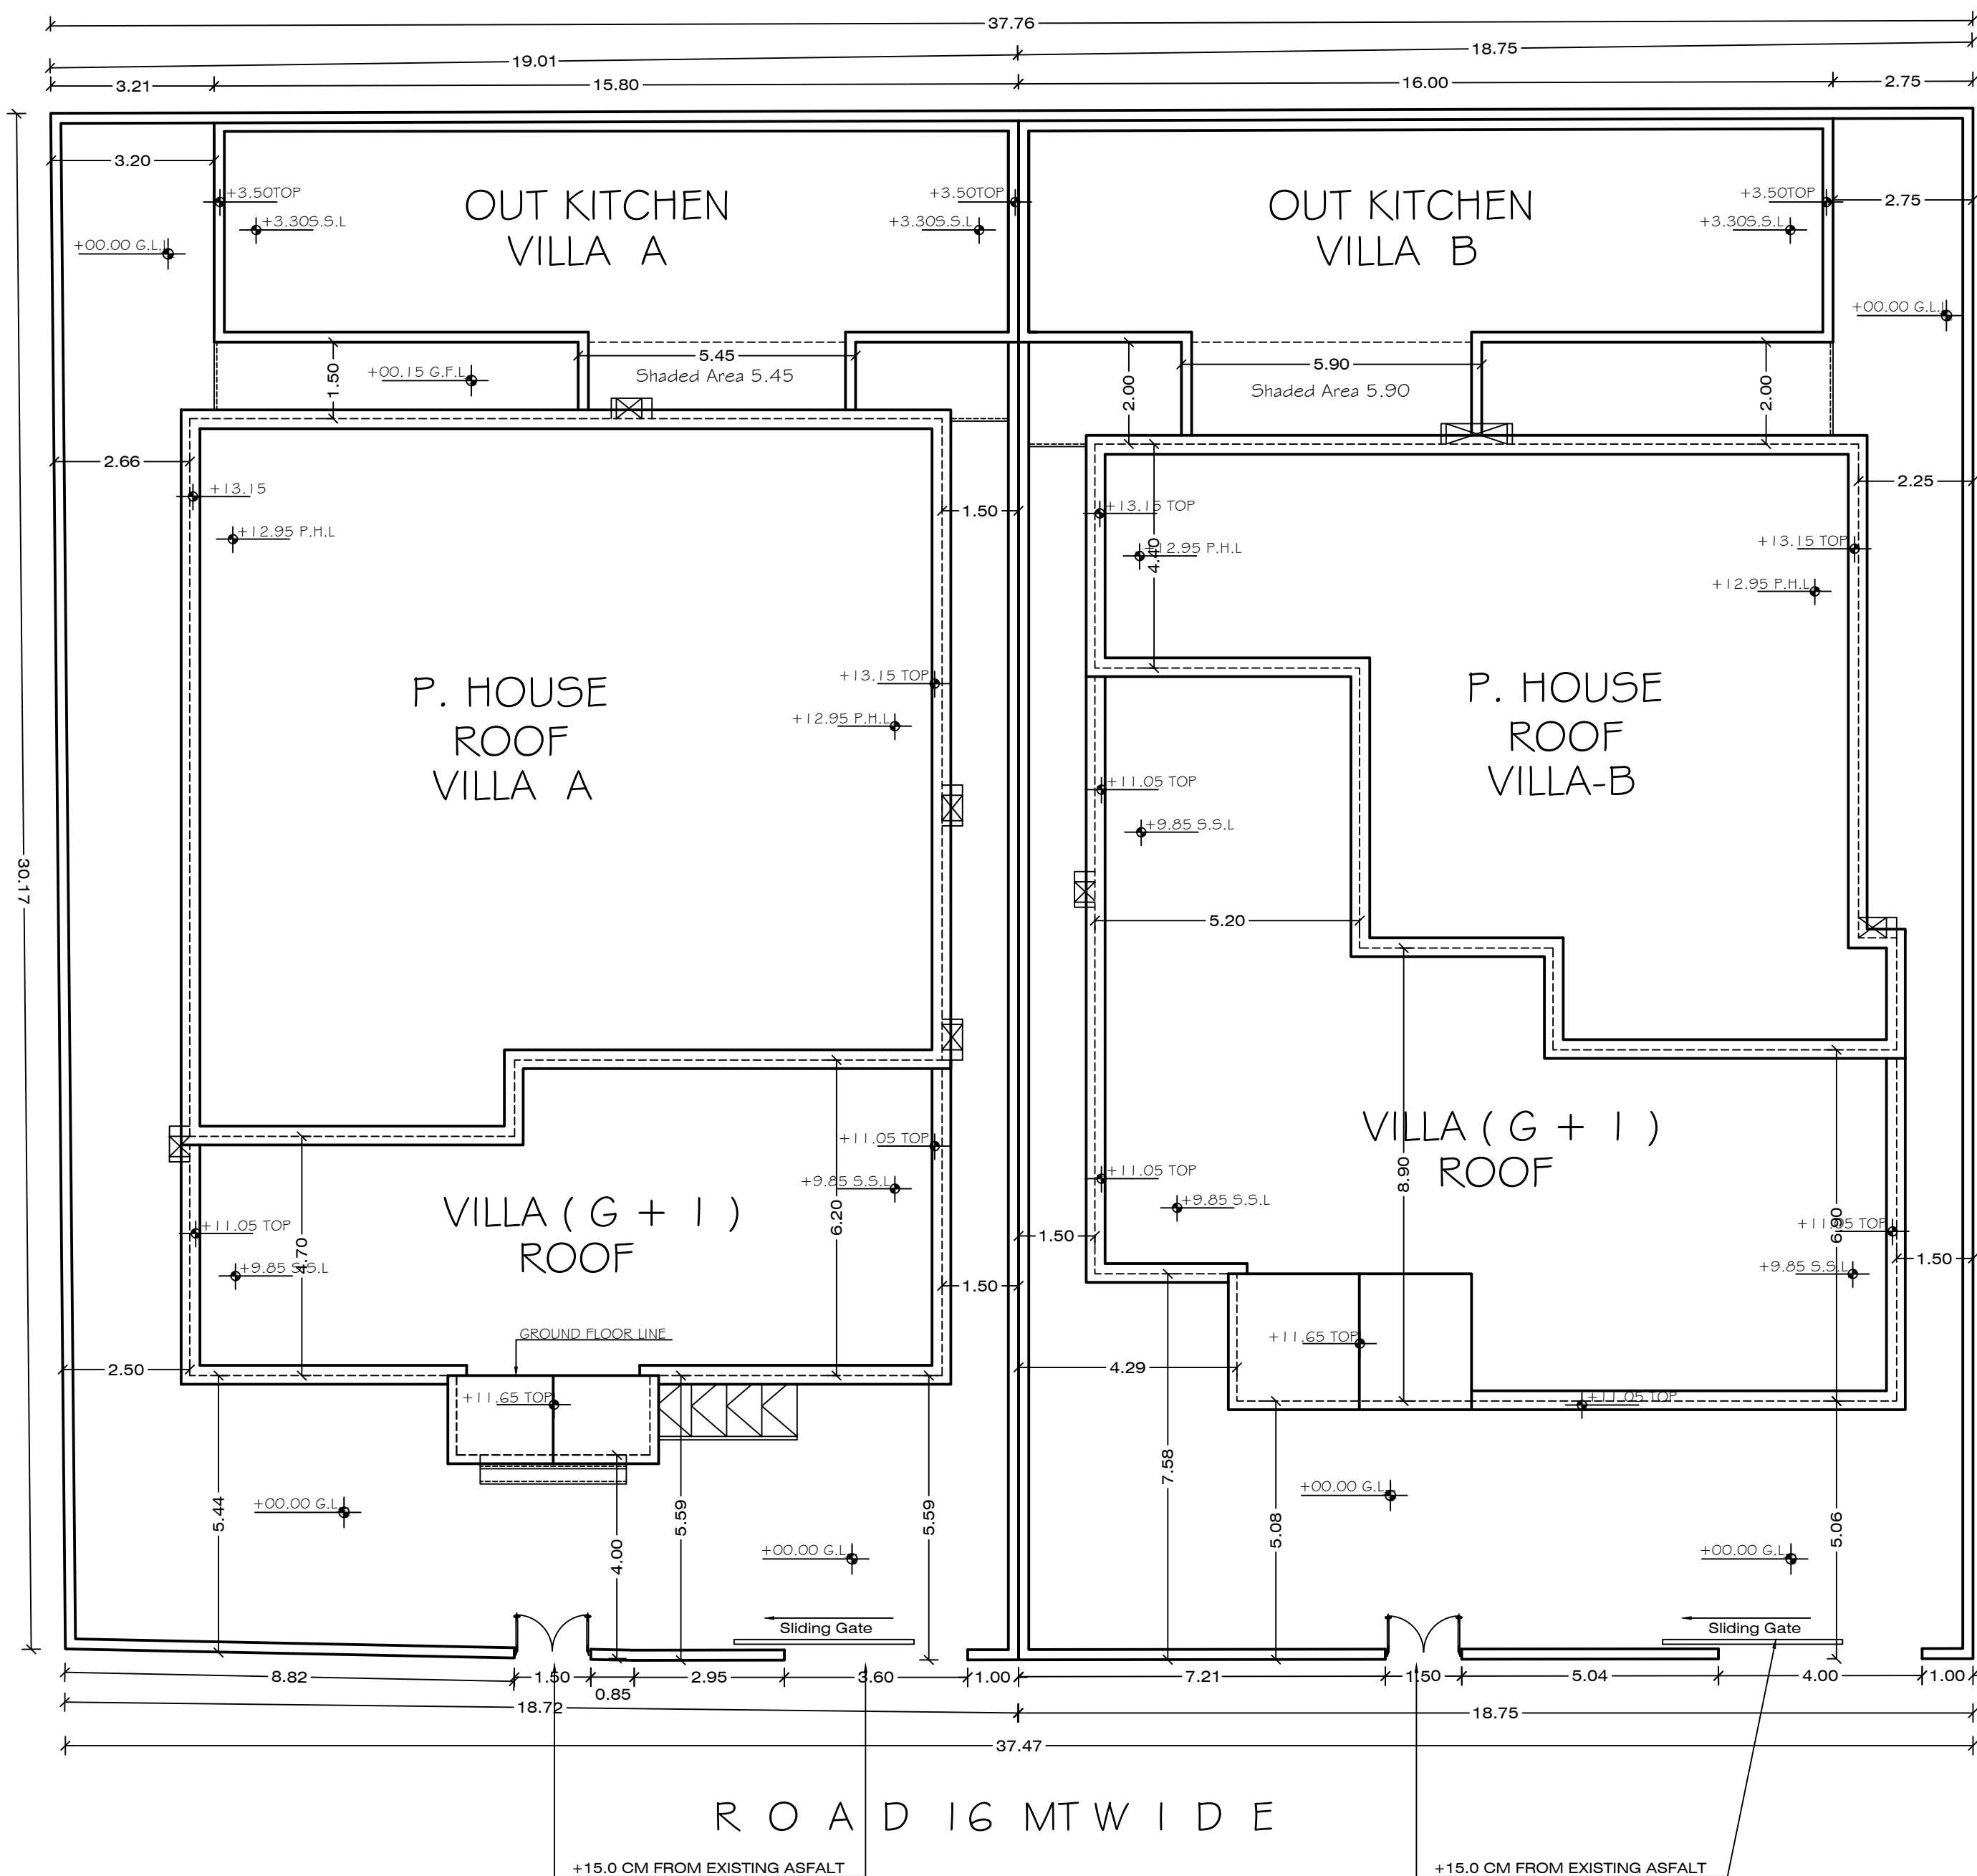 37.76
19.01
18.75
3.21
15.80
16.00
2.75
3.20
+3.50TOP
+3.30S.S.L
+00.00 G.L.
OUT KITCHEN
VILLA A
+3.50TOP
+3.30S.S.L
OUT KITCHEN
VILLA B
+3.50TOP
+3.30S.S.L
2.75
+00.00 G.L.
1.50
+00.15 G.F.L
5.45
Shaded Area 5.45
2.00
5.90
Shaded Area 5.90
2.00
2.66
+13.15
+12.95 P.H.L
1.50
+13.15 TOP
+12.95 P.H.L
4.40
2.25
+13.15 TOP
+12.95 P.H.L
P. HOUSE
ROOF
VILLA A
+13.15 TOP
+12.95 P.H.L
P. HOUSE
ROOF
VILLA-B
+11.05 TOP
+9.85 S.S.L
30.17
5.20
VILLA ( G + 1 )
ROOF
+11.05 TOP
+9.85 S.S.L
6.20
4.70
+11.05 TOP
+9.85 S.S.L
1.50
GROUND FLOOR LINE
2.50
+11.65 TOP
VILLA ( G + 1 )
ROOF
8.90
+11.05 TOP
+9.85 S.S.L
1.50
6.90
+11.05 TOP
+9.85 S.S.L
1.50
+11.65 TOP
4.29
+11.05 TOP
5.44
+00.00 G.L
4.00
5.59
5.59
+00.00 G.L
Sliding Gate
7.58
5.08
+00.00 G.L
5.06
+00.00 G.L
Sliding Gate
8.82
1.50
0.85
2.95
3.60
1.00
7.21
1.50
5.04
4.00
1.00
18.72
18.75
37.47
ROAD 16 MT WIDE
+15.0 CM FROM EXISTING ASFALT
+15.0 CM FROM EXISTING ASFALT